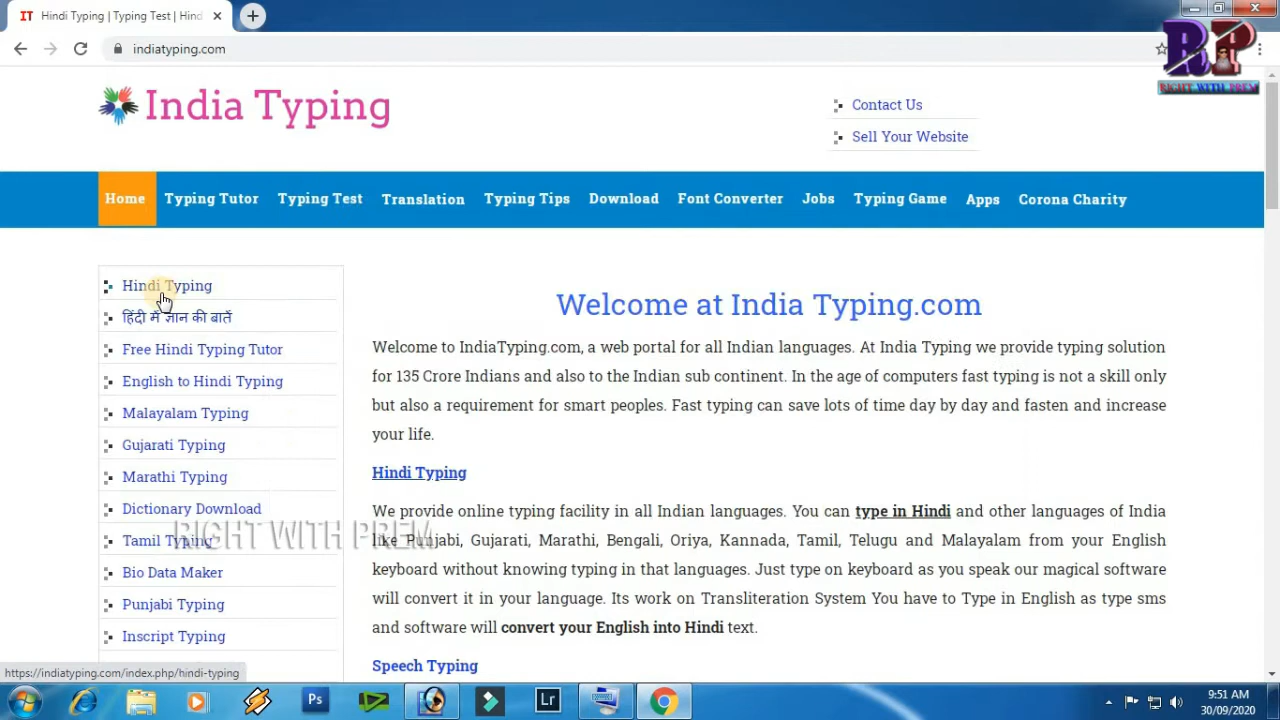 IT Hindi Typing | Typing Test | Hind
indiatyping.com
RP
RIGHT WITH PREM
India Typing
Contact Us
Sell Your Website
Home Typing Tutor Typing Test Translation Typing Tips Download Font Converter Jobs Typing Game Apps Corona Charity
Hindi Typing
हिंदी में ज्ञान की बातें
Free Hindi Typing Tutor
English to Hindi Typing
Malayalam Typing
Gujarati Typing
Marathi Typing
Dictionary Download
Tamil Typing
Bio Data Maker
Punjabi Typing
Inscript Typing
RIGHT WITH PREM
Welcome at India Typing.com
Welcome to IndiaTyping.com, a web portal for all Indian languages. At India Typing we provide typing solution
for 135 Crore Indians and also to the Indian sub continent. In the age of computers fast typing is not a skill only
but also a requirement for smart peoples. Fast typing can save lots of time day by day and fasten and increase
your life.
Hindi Typing
We provide online typing facility in all Indian languages. You can type in Hindi and other languages of India
like Punjabi, Gujarati, Marathi, Bengali, Oriya, Kannada, Tamil, Telugu and Malayalam from your English
keyboard without knowing typing in that languages. Just type on keyboard as you speak our magical software
will convert it in your language. Its work on Transliteration System You have to Type in English as type sms
and software will convert your English into Hindi text.
Speech Typing
https://indiatyping.com/index.php/hindi-typing
Ps
Lr
9:51 AM
30/09/2020